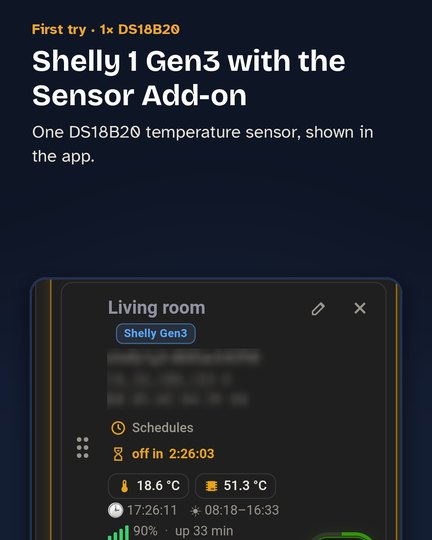 First try · 1x DS18B20
Shelly 1 Gen3 with the
Sensor Add-on
One DS18B20 temperature sensor, shown in
the app.
Living room
Shelly Gen3
Schedules
off in 2:26:03
18.6 °C 51.3 °C
17:26:11 08:18–16:33
90% · up 33 min